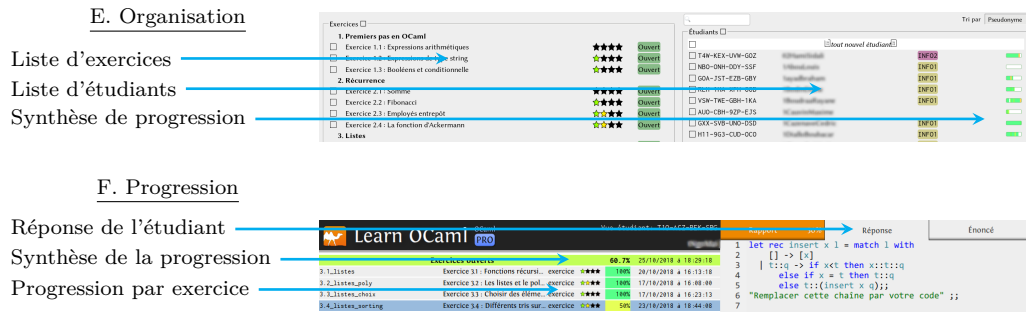 E. Organisation
Liste d'exercices
Liste d'étudiants
Synthèse de progression
Exercices
1. Premiers pas en OCaml
Exercice 1.1 : Expressions arithmétiques
Ouvert
Exercice 1.2 : Expressions de type string
Ouvert
Exercice 1.3 : Booléens et conditionnelle
Ouvert
2. Récurrence
Exercice 2.1 : Somme
Ouvert
Exercice 2.2 : Fibonacci
Ouvert
Exercice 2.3 : Employés entrepôt
Ouvert
Exercice 2.4 : La fonction d'Ackermann
Ouvert
3. Listes
Tri par Pseudonyme
Étudiants
tout nouvel étudiant
T4W-KEX-UVW-GOZ INFO2
NBO-ONH-DDY-SSF INFO1
GOA-JST-EZB-GBY INFO1
VSW-TWE-GBH-1KA INFO1
AUO-CBH-9ZP-EJS
GXX-SVB-UNO-DSD INFO1
H11-9G3-CUD-OCO INFO1
F. Progression
Réponse de l'étudiant
Synthèse de la progression
Progression par exercice
Learn OCaml OCaml PRO
Exercices ouverts 60.7% 25/10/2018 à 18:29:18
3.1_listes Exercice 3.1 : Fonctions récursi... exercice 100% 20/10/2018 à 16:13:18
3.2_listes_poly Exercice 3.2 : Les listes et le pol... exercice 100% 17/10/2018 à 16:08:00
3.3_listes_choix Exercice 3.3 : Choisir des éléme... exercice 100% 17/10/2018 à 16:23:13
3.4_listes_sorting Exercice 3.4 : Différents tris sur... exercice 50% 23/10/2018 à 18:44:08
Rapport 50% Réponse Énoncé
1 let rec insert x l = match l with
2 [] -> [x]
3 | t::q -> if x<t then x::t::q
4 else if x = t then t::q
5 else t::(insert x q);;
6 "Remplacer cette chaîne par votre code" ;;
7